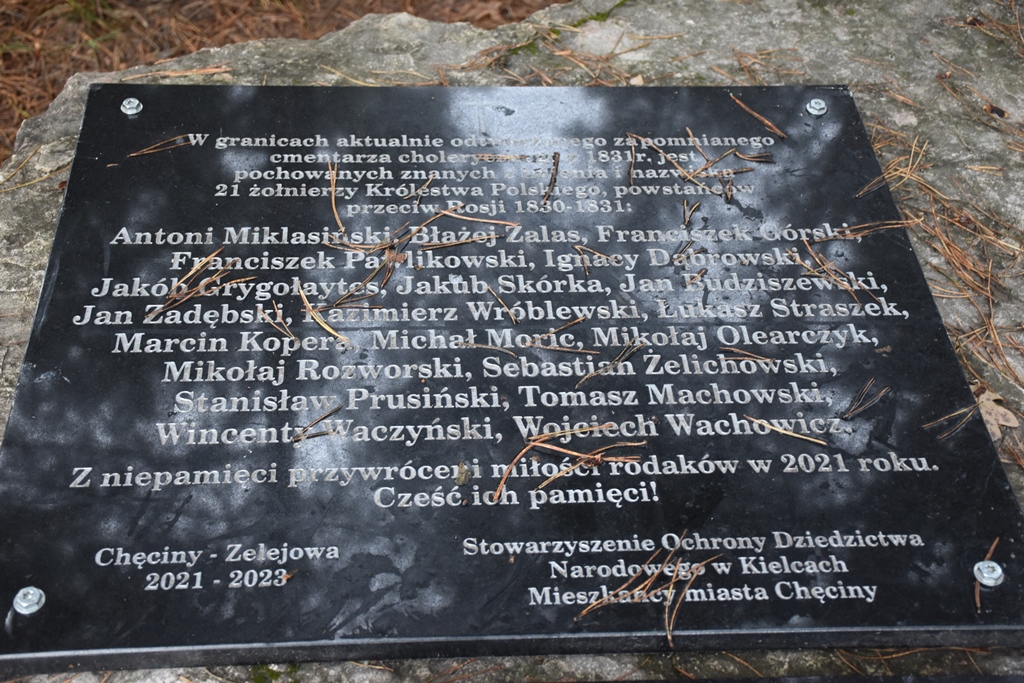 W granicach aktualnie odtworzonego zapomnianego
cmentarza cholerycznego z 1831r. jest
pochowanych znanych z imienia i nazwiska
21 żołnierzy Królestwa Polskiego, powstańców
przeciw Rosji 1830-1831:
Antoni Miklasiński, Błażej Zalas, Franciszek Górski,
Franciszek Pawlikowski, Ignacy Dąbrowski,
Jakób Grygołaytes, Jakub Skórka, Jan Budziszewski,
Jan Zadębski, Kazimierz Wróblewski, Łukasz Straszek,
Marcin Kopera, Michał Moric, Mikołaj Olearczyk,
Mikołaj Rozworski, Sebastian Żelichowski,
Stanisław Prusiński, Tomasz Machowski,
Wincenty Waczyński, Wojciech Wachowicz.
Z niepamięci przywróceni miłości rodaków w 2021 roku.
Cześć ich pamięci!
Chęciny - Zelejowa
2021 - 2023
Stowarzyszenie Ochrony Dziedzictwa
Narodowego w Kielcach
Mieszkańcy miasta Chęciny